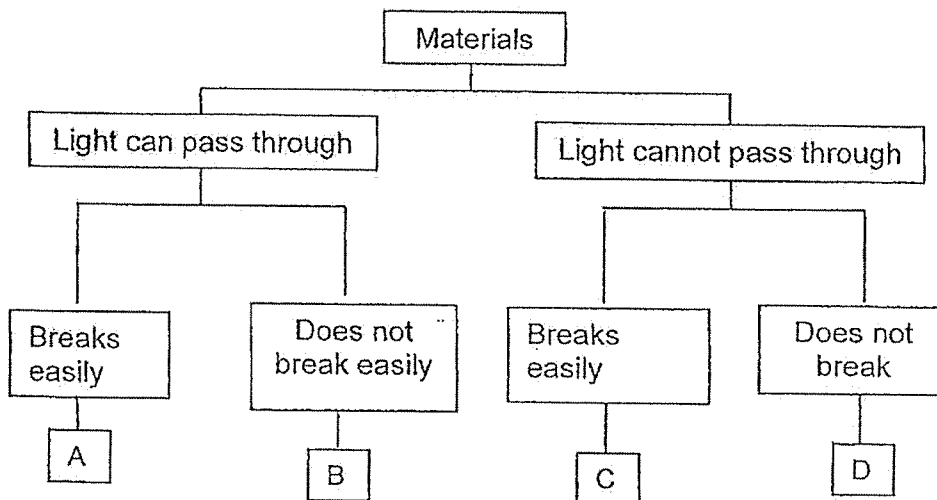 Materials
Light can pass through
Light cannot pass through
Breaks
easily
Does not
break easily
Breaks
easily
Does not
break
A
B
C
D